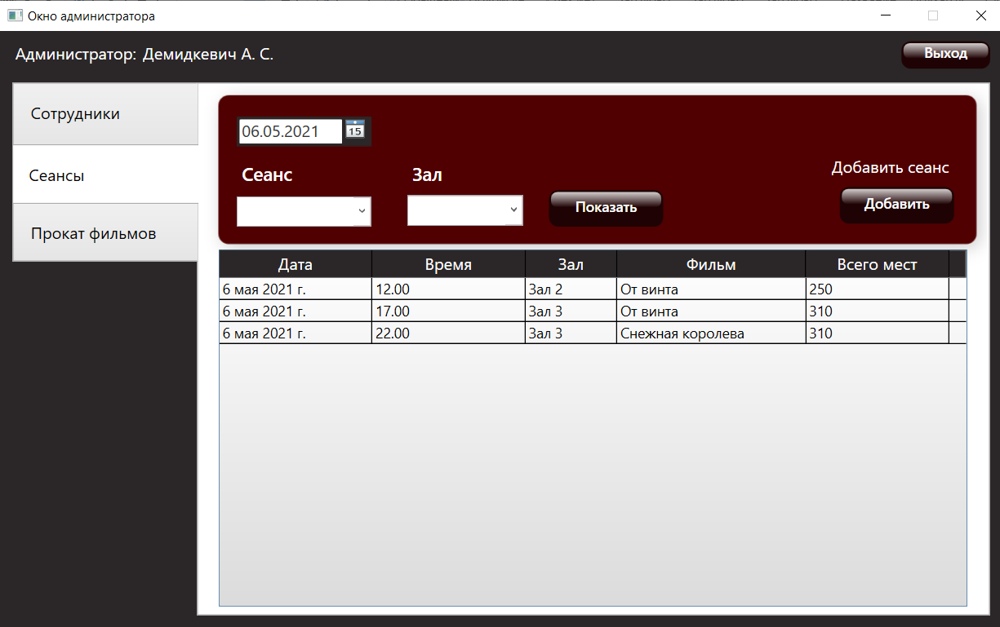 Окно администратора
Администратор: Демидкевич А. С.
Выход
Сотрудники
Сеансы
Прокат фильмов
06.05.2021
15
Сеанс Зал
Показать
Добавить сеанс
Добавить
Дата Время Зал Фильм Всего мест
6 мая 2021 г. 12.00 Зал 2 От винта 250
6 мая 2021 г. 17.00 Зал 3 От винта 310
6 мая 2021 г. 22.00 Зал 3 Снежная королева 310